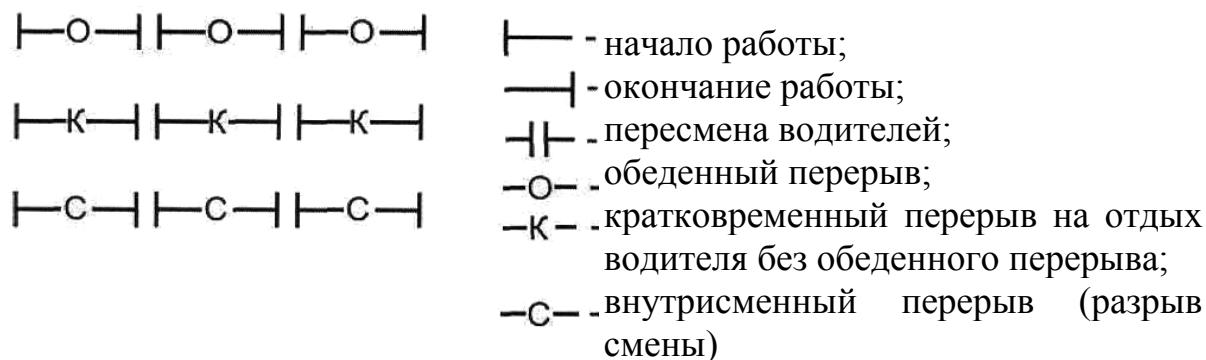 О О О
К К К
С С С
- начало работы;
- окончание работы;
пересмена водителей;
О - обеденный перерыв;
К - кратковременный перерыв на отдых
водителя без обеденного перерыва;
С - внутрисменный перерыв (разрыв
смены)